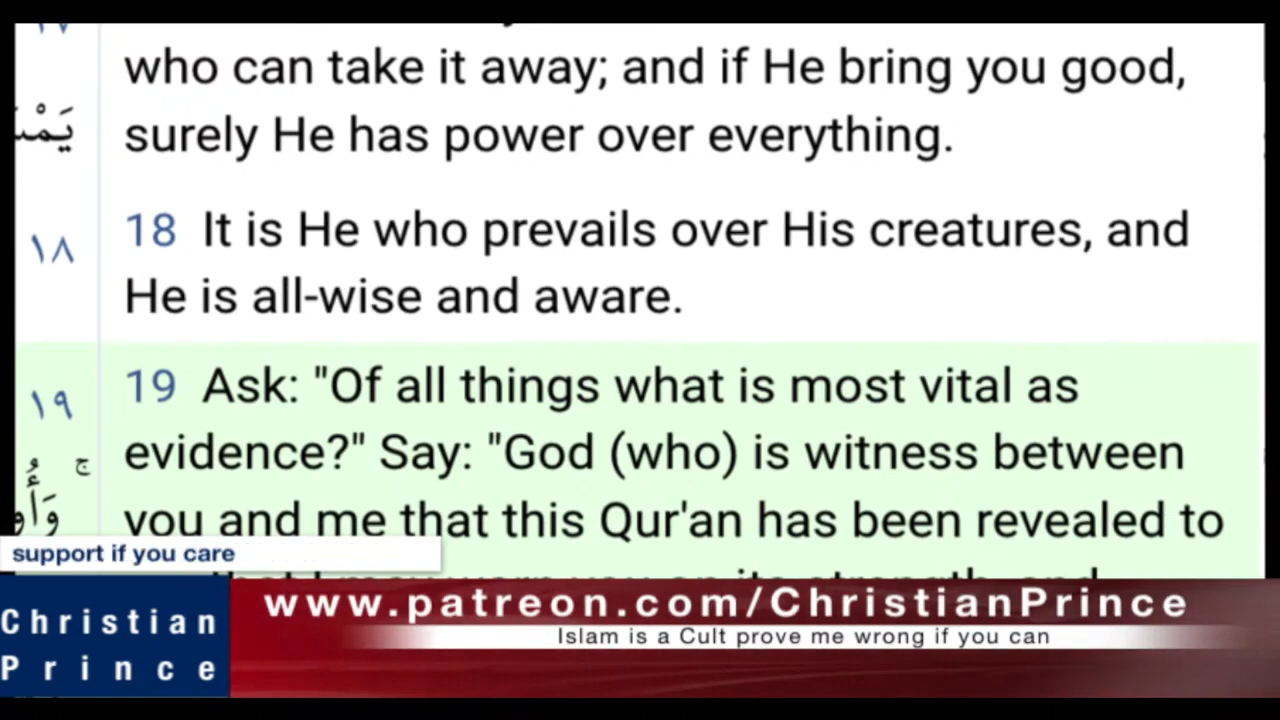 who can take it away; and if He bring you good,
surely He has power over everything.
١٨
18 It is He who prevails over His creatures, and
He is all-wise and aware.
١٩
19 Ask: "Of all things what is most vital as
evidence?" Say: "God (who) is witness between
you and me that this Qur'an has been revealed to
support if you care
Christian
Prince
www.patreon.com/ChristianPrince
Islam is a Cult prove me wrong if you can